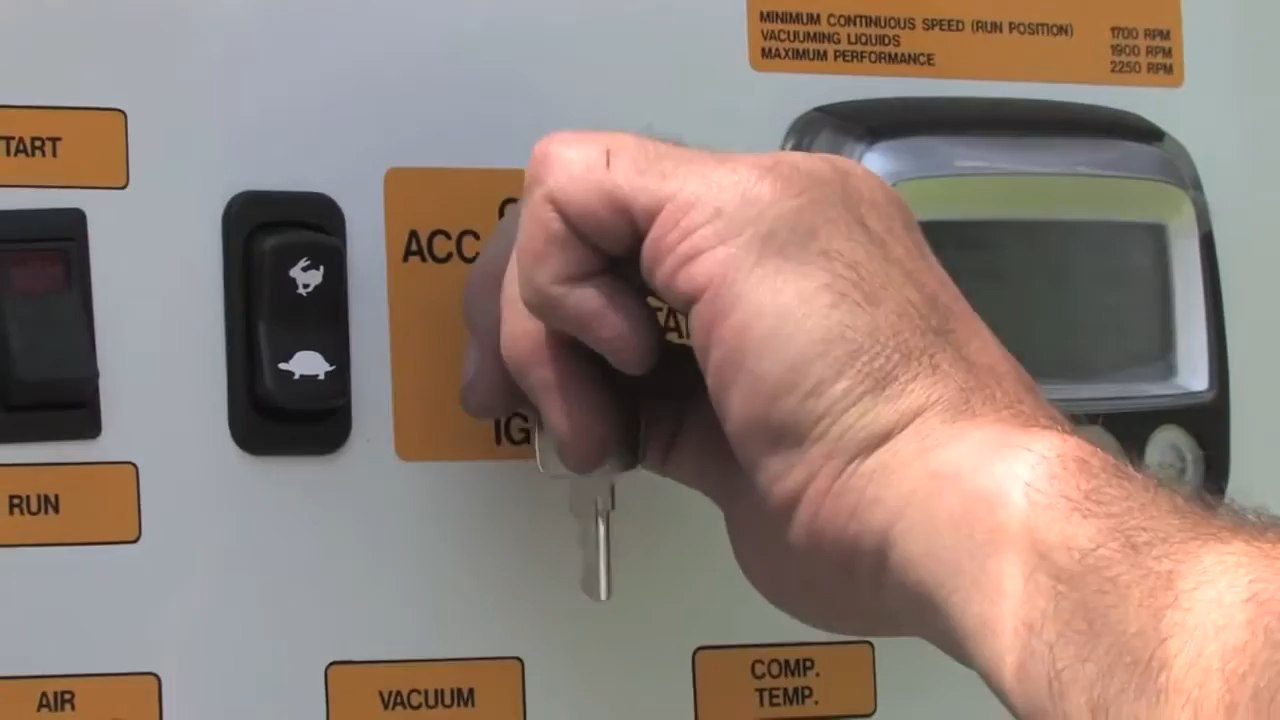 MINIMUM CONTINUOUS SPEED (RUN POSITION) 1700 RPM
VACUUMING LIQUIDS 1900 RPM
MAXIMUM PERFORMANCE 2250 RPM
TART
ACC
IG
RUN
AIR
VACUUM
COMP.
TEMP.